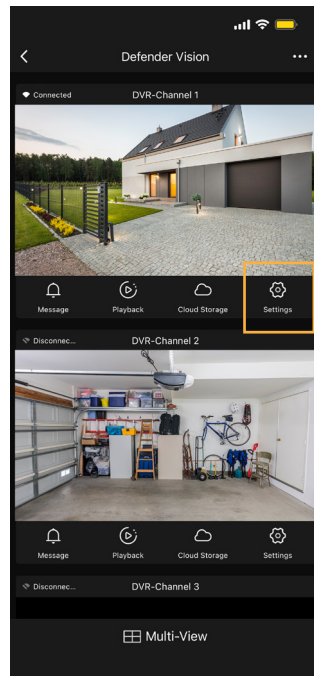 Defender Vision
Connected DVR-Channel 1
Message Playback Cloud Storage Settings
Disconnec... DVR-Channel 2
Message Playback Cloud Storage Settings
Disconnec... DVR-Channel 3
Multi-View